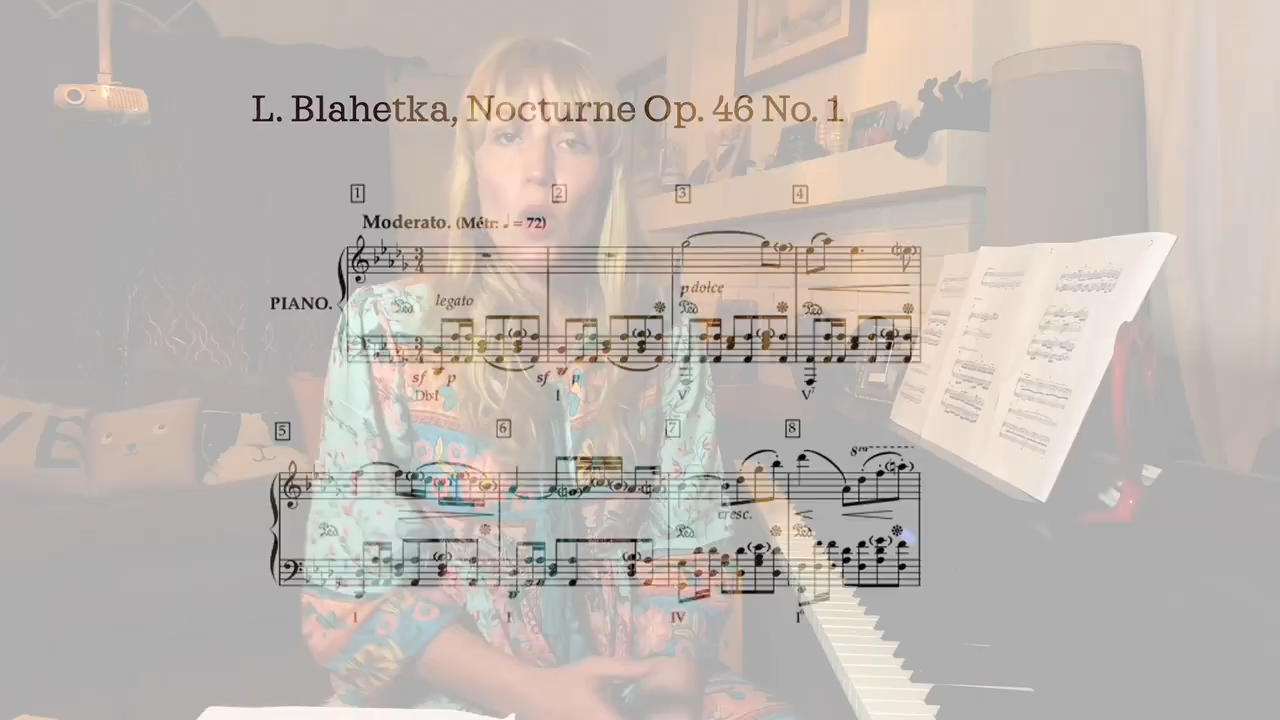 L. Blahetka, Nocturne Op. 46 No. 1
1 2 3 4
Moderato. (Métr: ♩ = 72)
PIANO.
legato
p dolce
sf p sf p
D♭:I I V V7
5 6 7 8
8va
cresc.
I I IV I6